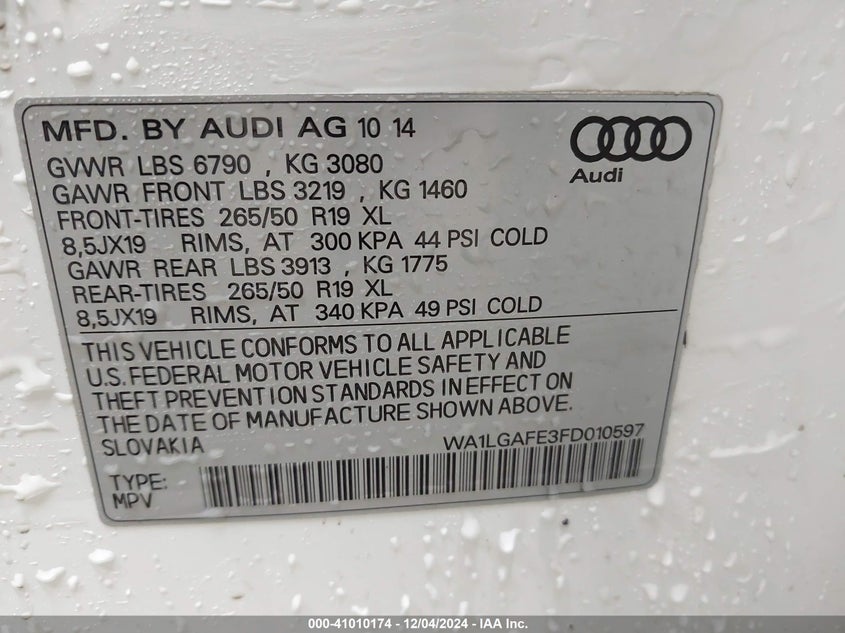 MFD. BY AUDI AG 10 14
Audi
GVWR LBS 6790 , KG 3080
GAWR FRONT LBS 3219 , KG 1460
FRONT-TIRES 265/50 R19 XL
8,5JX19 RIMS, AT 300 KPA 44 PSI COLD
GAWR REAR LBS 3913 , KG 1775
REAR-TIRES 265/50 R19 XL
8,5JX19 RIMS, AT 340 KPA 49 PSI COLD
THIS VEHICLE CONFORMS TO ALL APPLICABLE
U.S. FEDERAL MOTOR VEHICLE SAFETY AND
THEFT PREVENTION STANDARDS IN EFFECT ON
THE DATE OF MANUFACTURE SHOWN ABOVE.
SLOVAKIA WA1LGAFE3FD010597
TYPE:
MPV
000-41010174 - 12/04/2024 - IAA Inc.